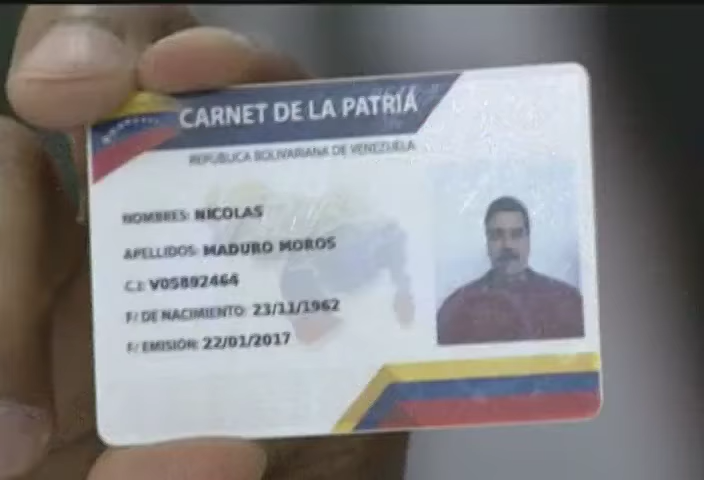 CARNET DE LA PATRIA
REPÚBLICA BOLIVARIANA DE VENEZUELA
NOMBRES: NICOLAS
APELLIDOS: MADURO MOROS
C.I: V05892464
F/ DE NACIMIENTO: 23/11/1962
F/ EMISIÓN: 22/01/2017